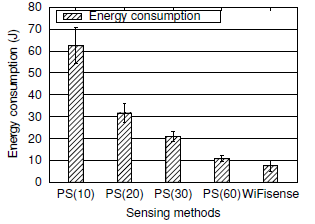 Energy consumption
80
70
60
50
40
30
20
10
0
Energy consumption (J)
PS(10) PS(20) PS(30) PS(60) WiFisense
Sensing methods